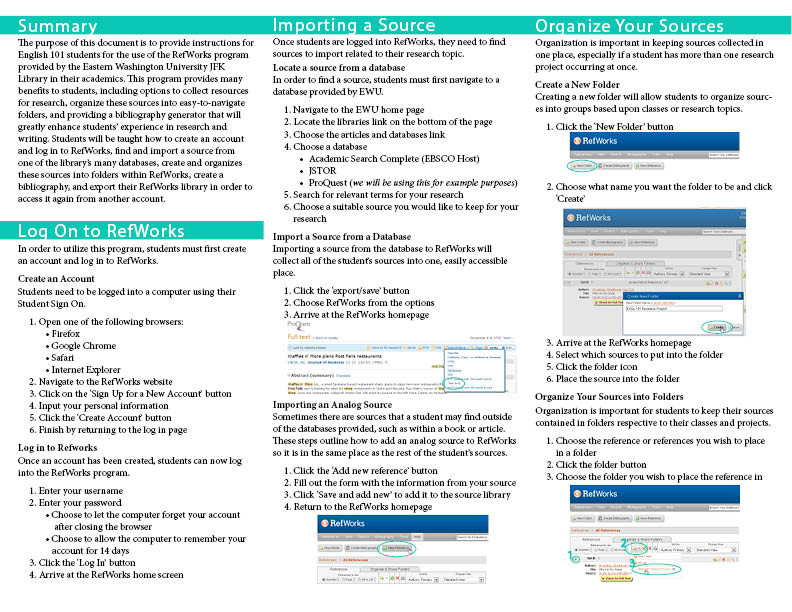 Summary
The purpose of this document is to provide instructions for
English 101 students for the use of the RefWorks program
provided by the Eastern Washington University JFK
Library in their academics. This program provides many
benefits to students, including options to collect resources
for research, organize these sources into easy-to-navigate
folders, and providing a bibliography generator that will
greatly enhance students' experience in research and
writing. Students will be taught how to create an account
and log in to RefWorks, find and import a source from
one of the library's many databases, create and organizes
these sources into folders within RefWorks, create a
bibliography, and export their RefWorks library in order to
access it again from another account.
Log On to RefWorks
In order to utilize this program, students must first create
an account and log in to RefWorks.
Create an Account
Students need to be logged into a computer using their
Student Sign On.
1. Open one of the following browsers:
• Firefox
• Google Chrome
• Safari
• Internet Explorer
2. Navigate to the RefWorks website
3. Click on the 'Sign Up for a New Account' button
4. Input your personal information
5. Click the 'Create Account' button
6. Finish by returning to the log in page
Log in to Refworks
Once an account has been created, students can now log
into the RefWorks program.
1. Enter your username
2. Enter your password
• Choose to let the computer forget your account
after closing the browser
• Choose to allow the computer to remember your
account for 14 days
3. Click the 'Log In' button
4. Arrive at the RefWorks home screen
Importing a Source
Once students are logged into RefWorks, they need to find
sources to import related to their research topic.
Locate a source from a database
In order to find a source, students must first navigate to a
database provided by EWU.
1. Navigate to the EWU home page
2. Locate the libraries link on the bottom of the page
3. Choose the articles and databases link
4. Choose a database
• Academic Search Complete (EBSCO Host)
• JSTOR
• ProQuest (we will be using this for example purposes)
5. Search for relevant terms for your research
6. Choose a suitable source you would like to keep for your
research
Import a Source from a Database
Importing a source from the database to RefWorks will
collect all of the student's sources into one, easily accessible
place.
1. Click the 'export/save' button
2. Choose RefWorks from the options
3. Arrive at the RefWorks homepage
ProQuest
Full text
Waffles n' More plans Post Falls restaurants
Abstract (summary)
Importing an Analog Source
Sometimes there are sources that a student may find outside
of the databases provided, such as within a book or article.
These steps outline how to add an analog source to RefWorks
so it is in the same place as the rest of the student's sources.
1. Click the 'Add new reference' button
2. Fill out the form with the information from your source
3. Click 'Save and add new' to add it to the source library
4. Return to the RefWorks homepage
RefWorks
References Organize & Share Folders
Organize Your Sources
Organization is important in keeping sources collected in
one place, especially if a student has more than one research
project occurring at once.
Create a New Folder
Creating a new folder will allow students to organize sourc-
es into groups based upon classes or research topics.
1. Click the 'New Folder' button
RefWorks
2. Choose what name you want the folder to be and click
'Create'
RefWorks
References Organize & Share Folders
Create New Folder
Create
3. Arrive at the RefWorks homepage
4. Select which sources to put into the folder
5. Click the folder icon
6. Place the source into the folder
Organize Your Sources into Folders
Organization is important for students to keep their sources
contained in folders respective to their classes and projects.
1. Choose the reference or references you wish to place
in a folder
2. Click the folder button
3. Choose the folder you wish to place the reference in
RefWorks
References Organize & Share Folders
1
2
3